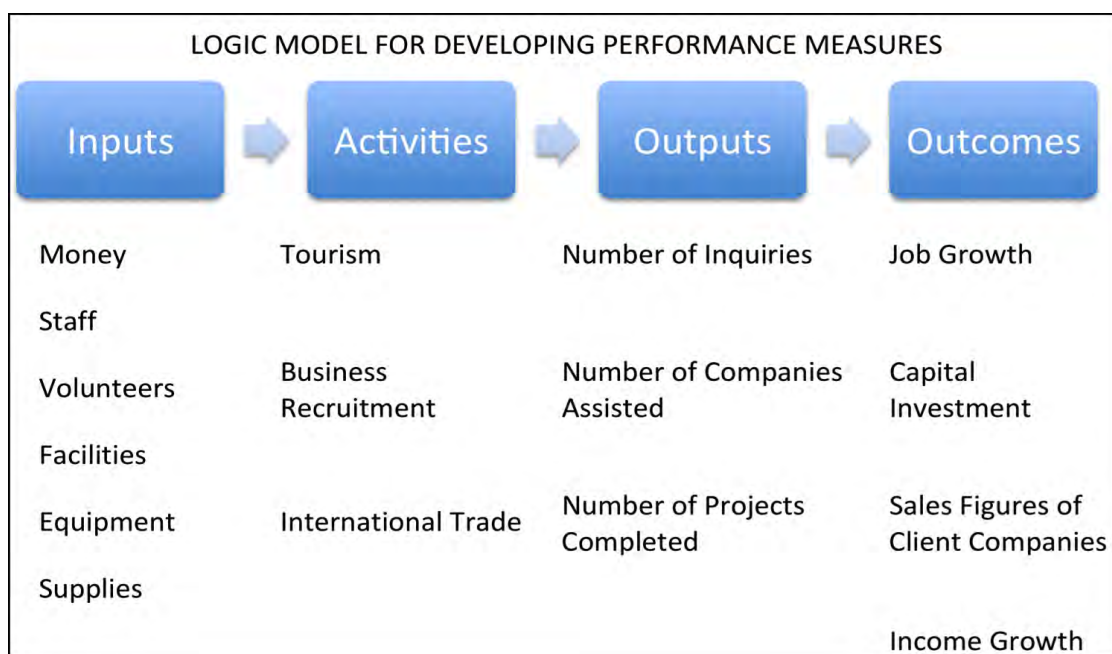 LOGIC MODEL FOR DEVELOPING PERFORMANCE MEASURES
Inputs
Activities
Outputs
Outcomes
Money
Staff
Volunteers
Facilities
Equipment
Supplies
Tourism
Business
Recruitment
International Trade
Number of Inquiries
Number of Companies
Assisted
Number of Projects
Completed
Job Growth
Capital
Investment
Sales Figures of
Client Companies
Income Growth